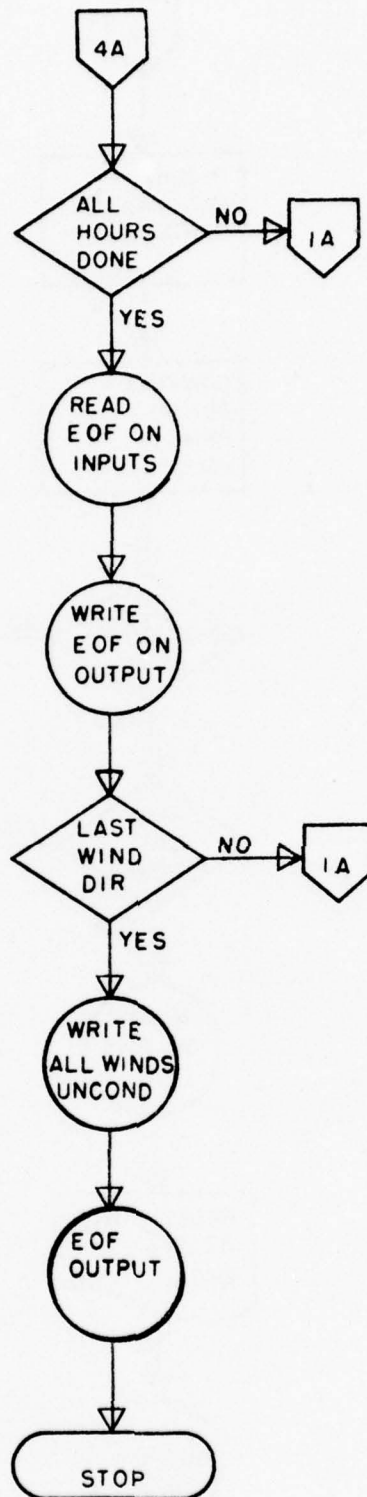 4A
ALL
HOURS
DONE
NO
1A
YES
READ
EOF ON
INPUTS
WRITE
EOF ON
OUTPUT
LAST
WIND
DIR
NO
1A
YES
WRITE
ALL WINDS
UNCOND
EOF
OUTPUT
STOP